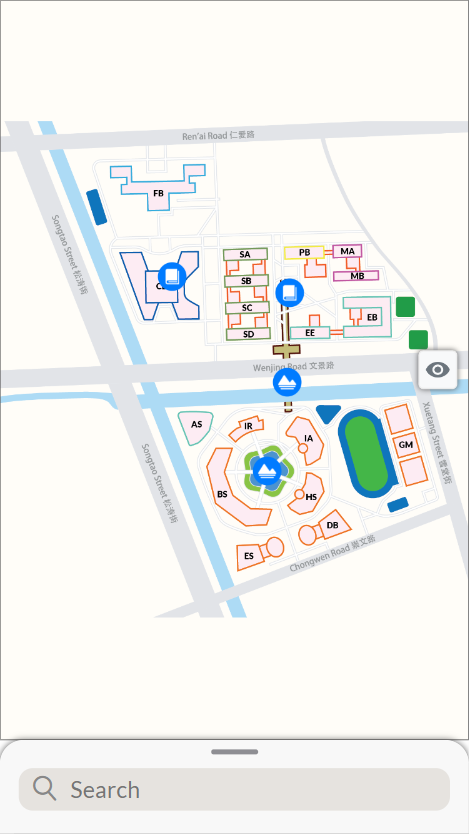 Ren'ai Road 仁爱路
FB
Songtao Street 松涛街
SA
PB
MA
MB
SB
SC
EB
SD
EE
Wenjing Road 文景路
AS
IR
IA
Xuetang Street 雪堂街
GM
Songtao Street 松涛街
BS
HS
DB
ES
Chongwen Road 崇文路
Search